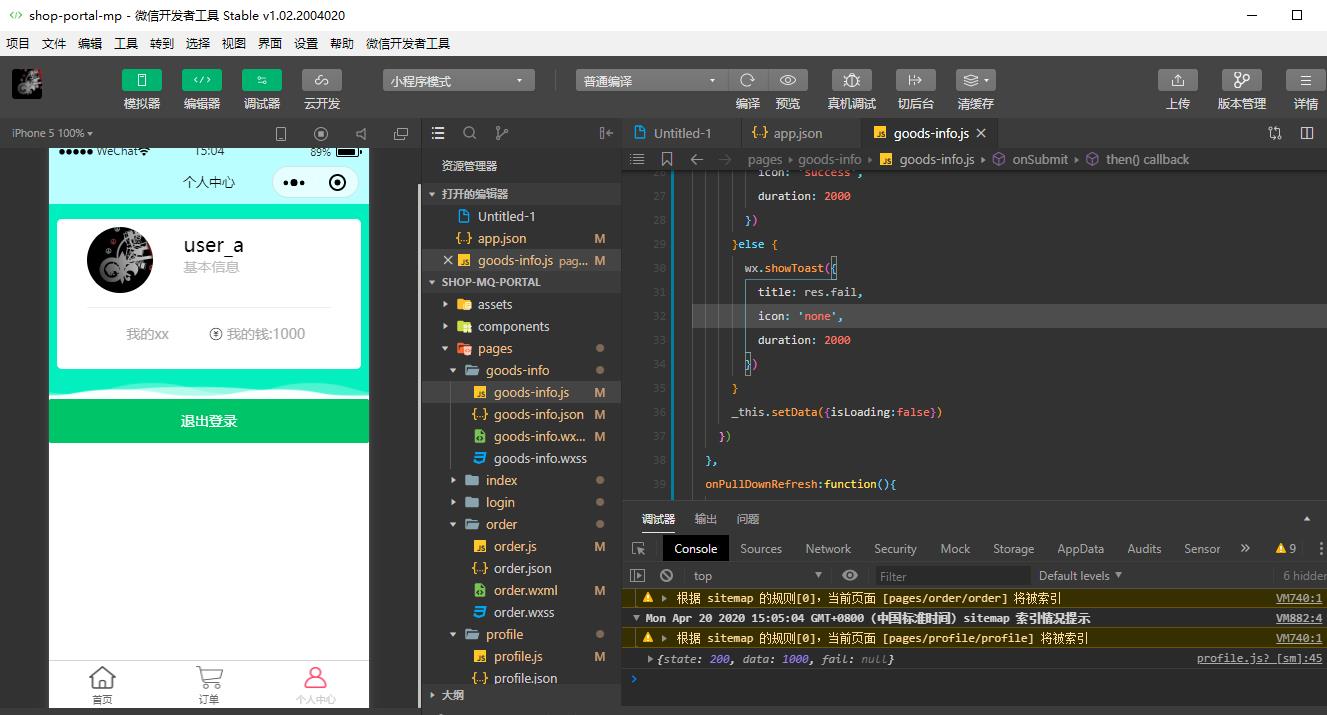 shop-portal-mp - 微信开发者工具 Stable v1.02.2004020
项目 文件 编辑 工具 转到 选择 视图 界面 设置 帮助 微信开发者工具
小程序模式 普通编译
模拟器 编辑器 调试器 云开发 编译 预览 真机调试 切后台 清缓存 上传 版本管理 详情
iPhone 5 100%
WeChat 15:04 89%
个人中心
user_a
基本信息
我的xx
我的钱:1000
退出登录
首页 订单 个人中心
资源管理器
打开的编辑器
Untitled-1
app.json M
goods-info.js pag... M
SHOP-MQ-PORTAL
assets
components
pages
goods-info
goods-info.js M
goods-info.json M
goods-info.wx... M
goods-info.wxss
index
login
order
order.js M
order.json
order.wxml M
order.wxss
profile
profile.js M
profile.json
大纲
Untitled-1 app.json goods-info.js
pages goods-info goods-info.js onSubmit then() callback
26 icon: 'success',
27 duration: 2000
28 })
29 }else {
30 wx.showToast({
31 title: res.fail,
32 icon: 'none',
33 duration: 2000
34 })
35 }
36 _this.setData({isLoading:false})
37 })
38 },
39 onPullDownRefresh:function(){
调试器 输出 问题
Console Sources Network Security Mock Storage AppData Audits Sensor 9
top Filter Default levels 6 hidden
根据 sitemap 的规则[0]，当前页面 [pages/order/order] 将被索引 VM740:1
Mon Apr 20 2020 15:05:04 GMT+0800 (中国标准时间) sitemap 索引情况提示 VM882:4
根据 sitemap 的规则[0]，当前页面 [pages/profile/profile] 将被索引 VM740:1
{state: 200, data: 1000, fail: null} profile.js? [sm]:45